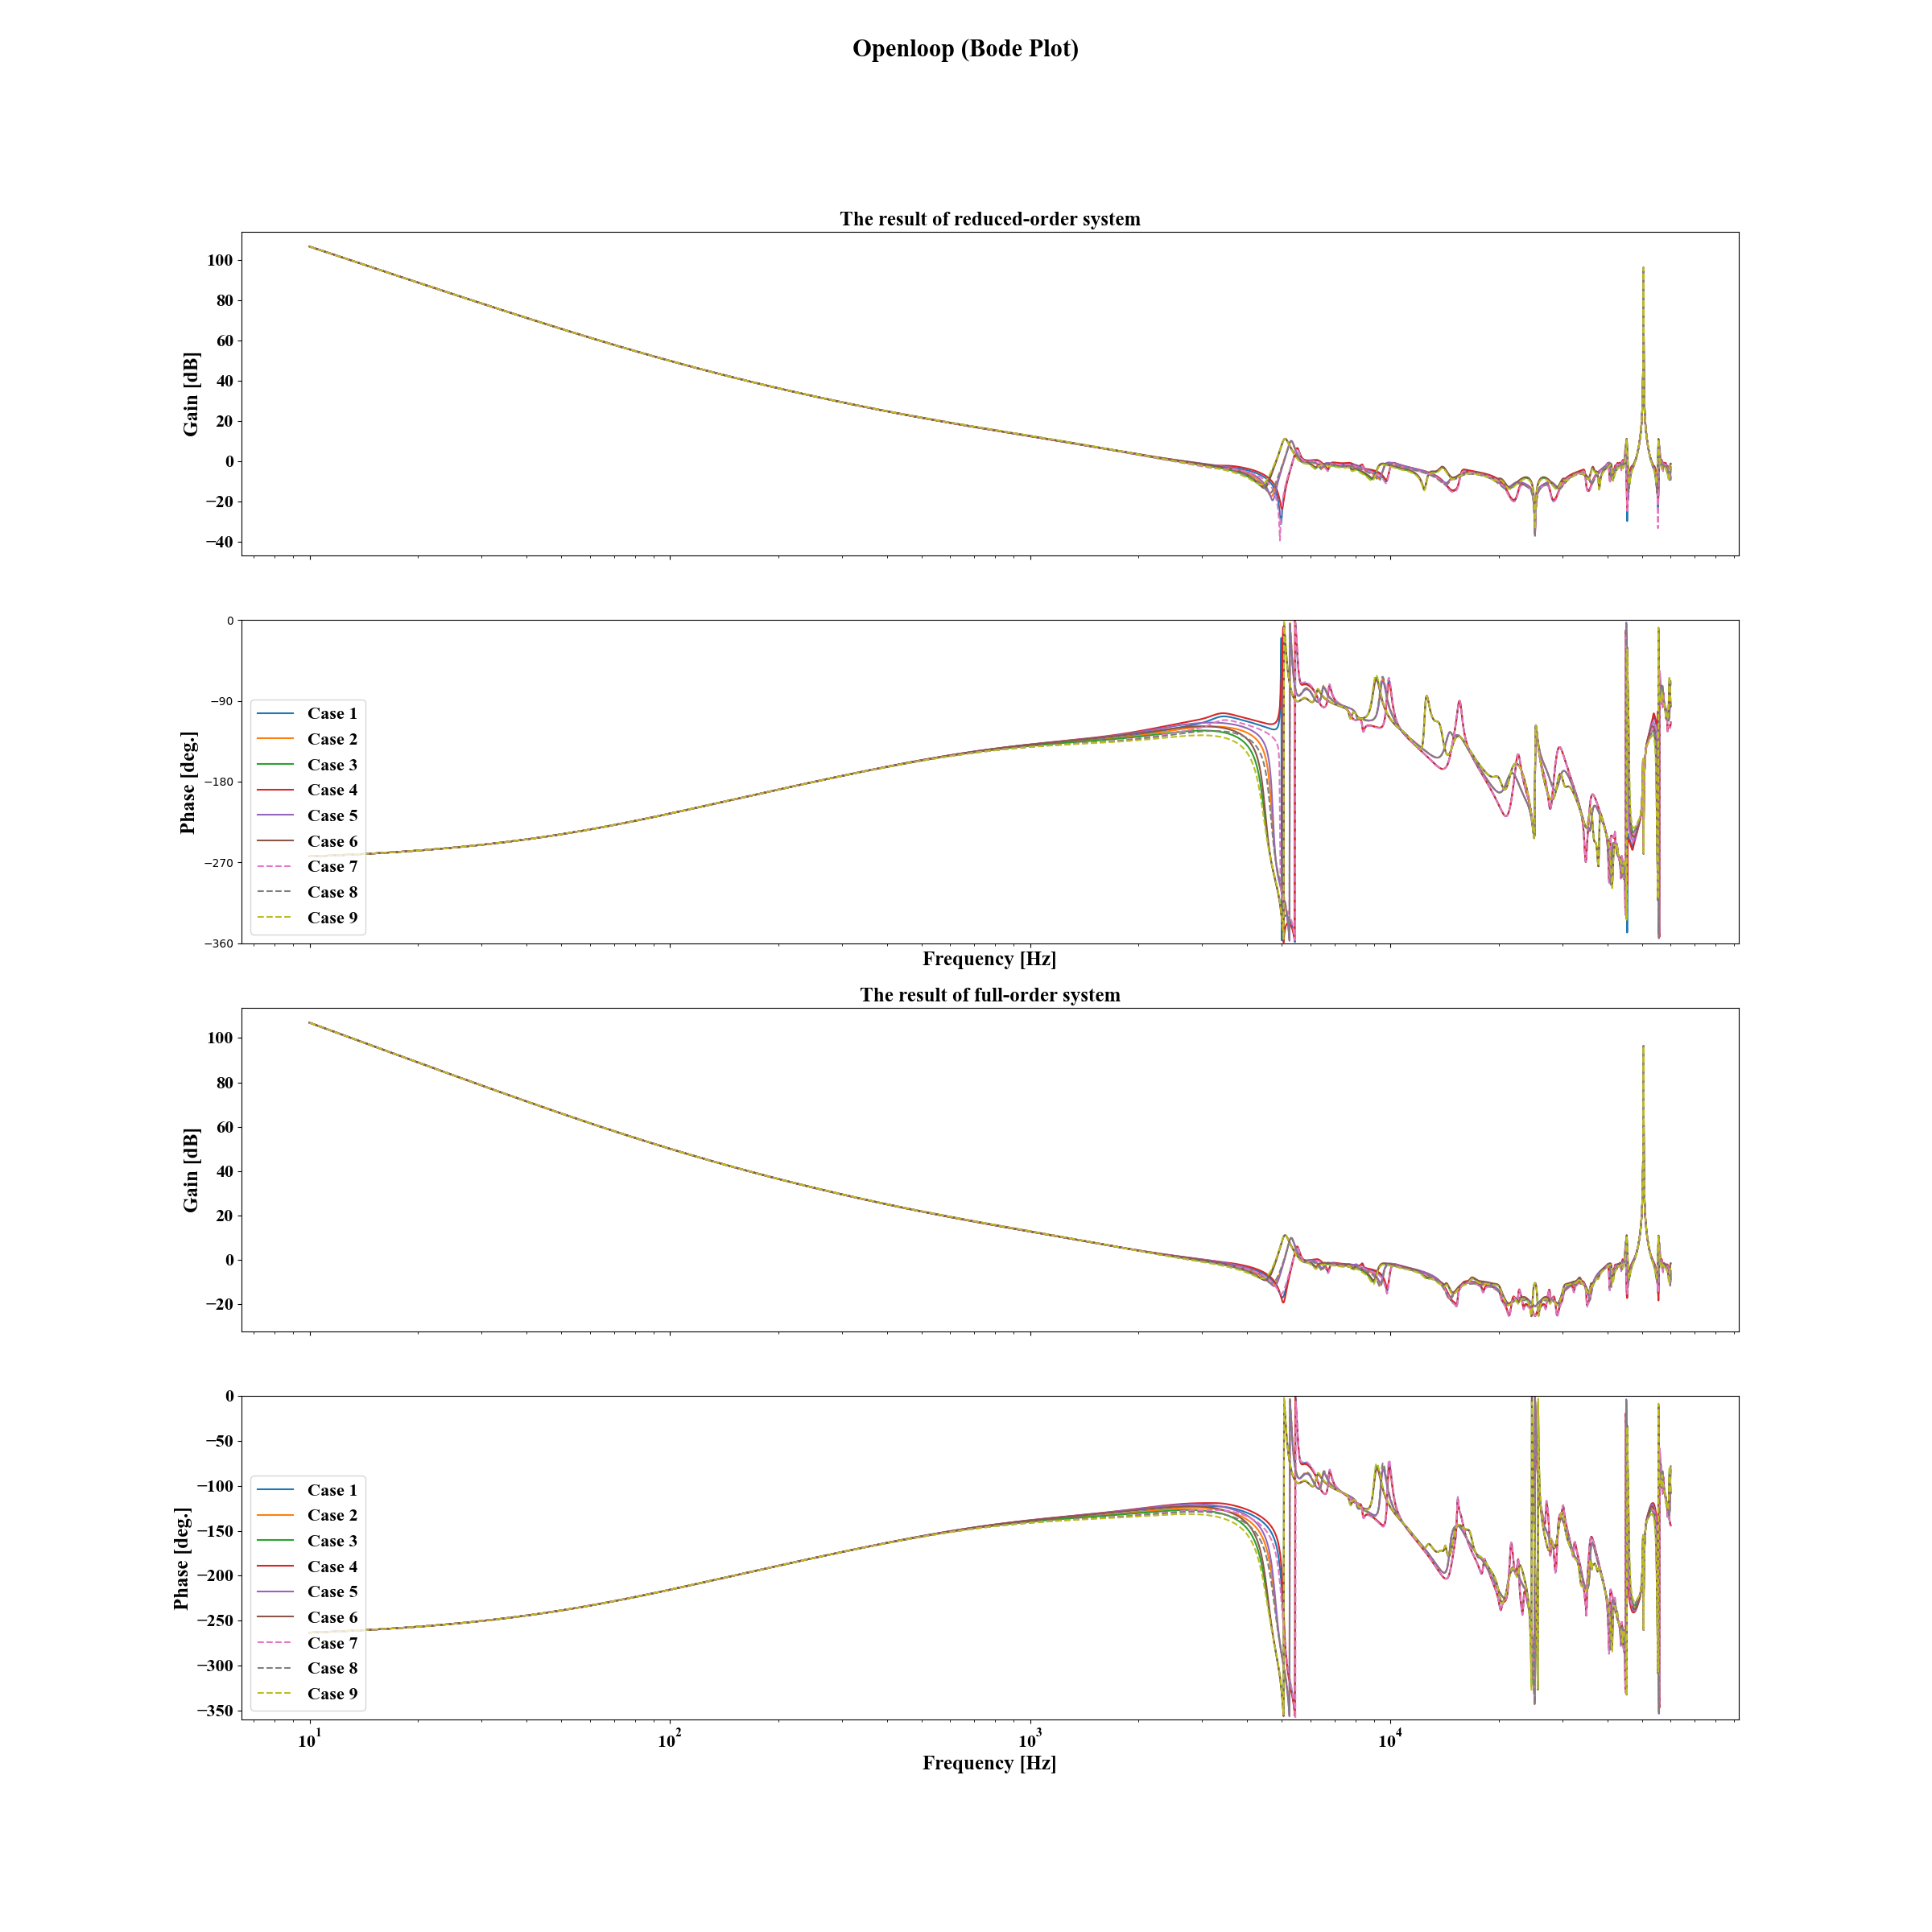 Openloop (Bode Plot)
The result of reduced-order system
Gain [dB]
100
80
60
40
20
0
−20
−40
Phase [deg.]
0
-90
-180
-270
-360
Case 1
Case 2
Case 3
Case 4
Case 5
Case 6
Case 7
Case 8
Case 9
Frequency [Hz]
The result of full-order system
Gain [dB]
100
80
60
40
20
0
−20
Phase [deg.]
0
−50
−100
−150
−200
−250
−300
−350
Case 1
Case 2
Case 3
Case 4
Case 5
Case 6
Case 7
Case 8
Case 9
10¹ 10² 10³ 10⁴
Frequency [Hz]